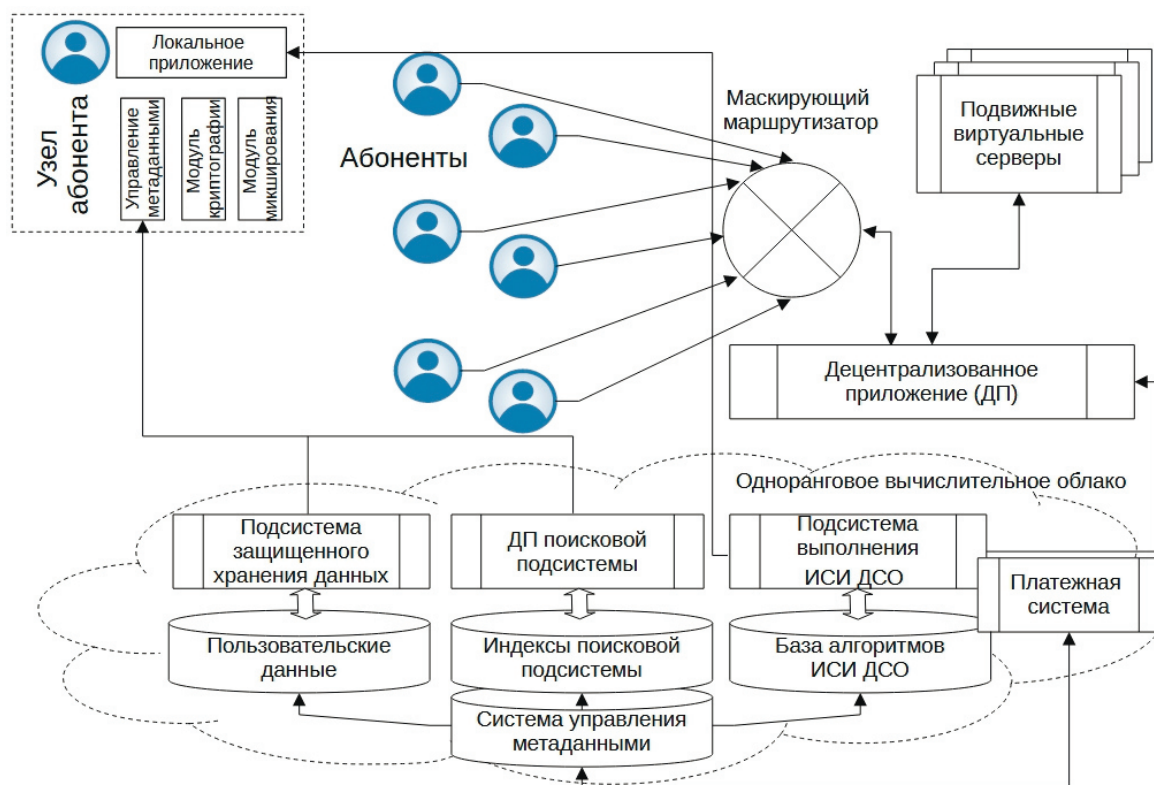 Локальное
приложение
Узел
абонента
Управление
метаданными
Модуль
криптографии
Модуль
микширования
Абоненты
Маскирующий
маршрутизатор
Подвижные
виртуальные
серверы
Децентрализованное
приложение (ДП)
Одноранговое вычислительное облако
Подсистема
защищенного
хранения данных
ДП поисковой
подсистемы
Подсистема
выполнения
ИСИ ДСО
Платежная
система
Пользовательские
данные
Индексы поисковой
подсистемы
База алгоритмов
ИСИ ДСО
Система управления
метаданными